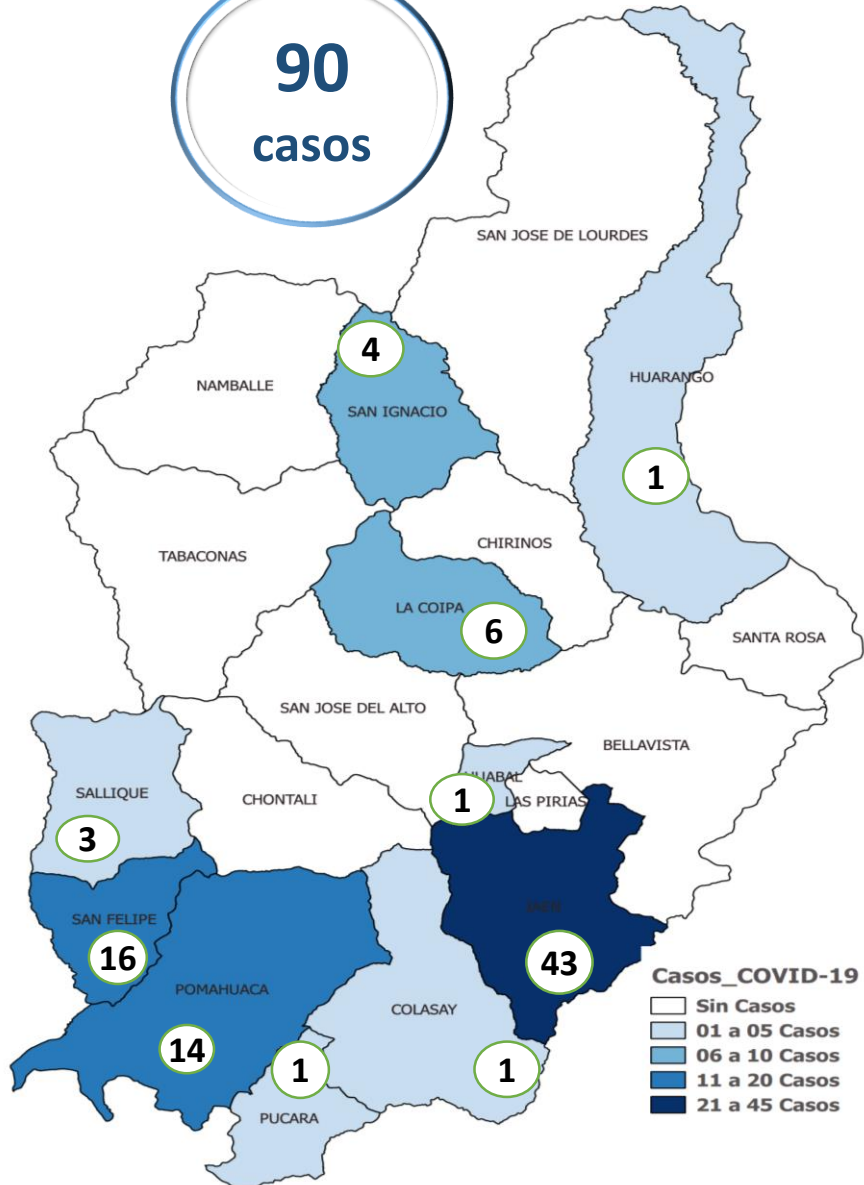 90
casos
SAN JOSE DE LOURDES
4
NAMBALLE
HUARANGO
SAN IGNACIO
1
CHIRINOS
TABACONAS
LA COIPA
6
SANTA ROSA
SAN JOSE DEL ALTO
BELLAVISTA
HUABAL
SALLIQUE
CHONTALI
1
LAS PIRIAS
3
SAN FELIPE
16
43
POMAHUACA
COLASAY
14
1
1
PUCARA
Casos_COVID-19
Sin Casos
01 a 05 Casos
06 a 10 Casos
11 a 20 Casos
21 a 45 Casos